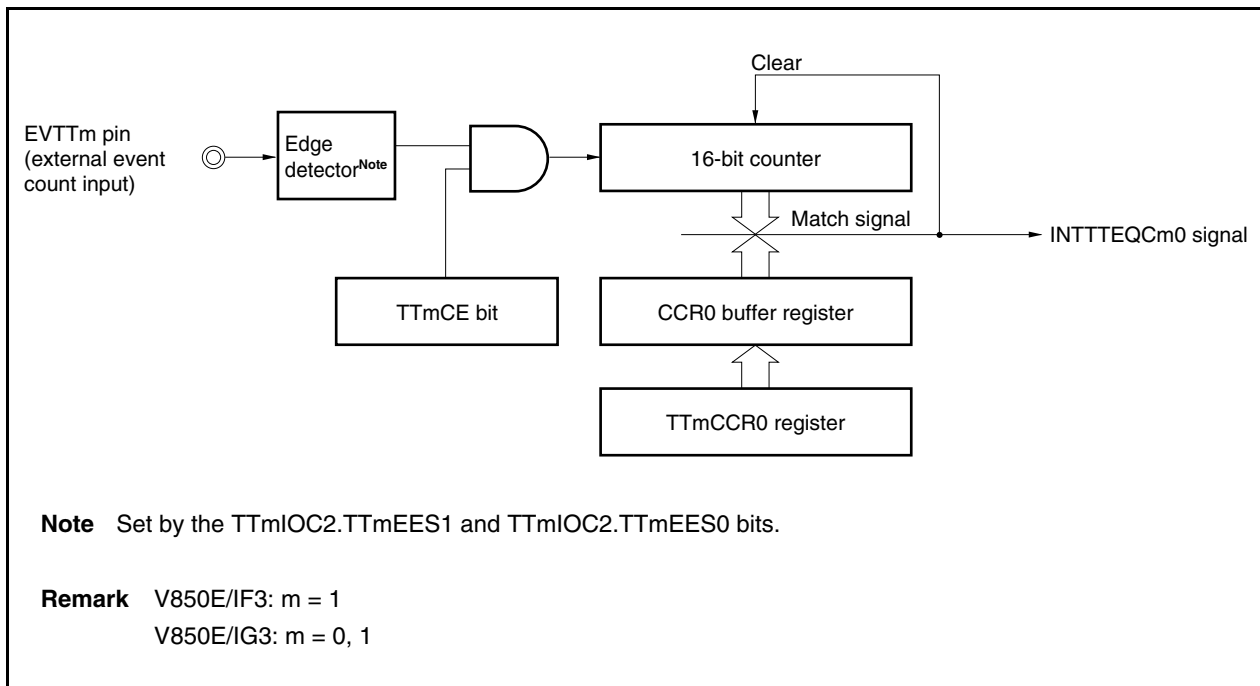 Clear
EVTTm pin
(external event
count input)
Edge
detectorNote
16-bit counter
Match signal
INTTTEQCm0 signal
TTmCE bit
CCR0 buffer register
TTmCCR0 register
Note Set by the TTmIOC2.TTmEES1 and TTmIOC2.TTmEES0 bits.
Remark V850E/IF3: m = 1
V850E/IG3: m = 0, 1